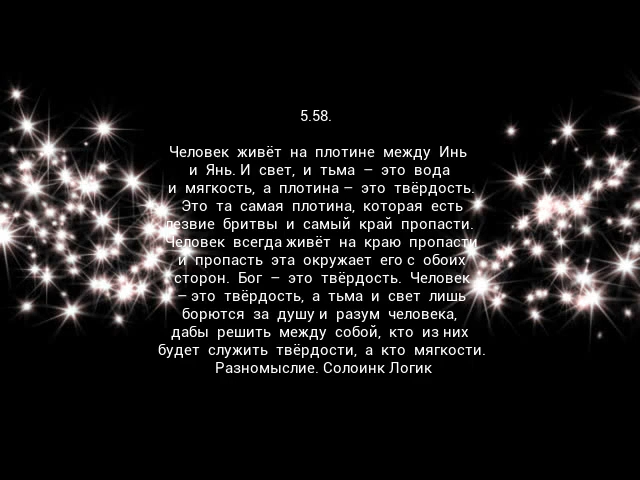 5.58.
Человек живёт на плотине между Инь
и Янь. И свет, и тьма – это вода
и мягкость, а плотина – это твёрдость.
Это та самая плотина, которая есть
лезвие бритвы и самый край пропасти.
Человек всегда живёт на краю пропасти
и пропасть эта окружает его с обоих
сторон. Бог – это твёрдость. Человек
– это твёрдость, а тьма и свет лишь
борются за душу и разум человека,
дабы решить между собой, кто из них
будет служить твёрдости, а кто мягкости.
Разномыслие. Солоинк Логик